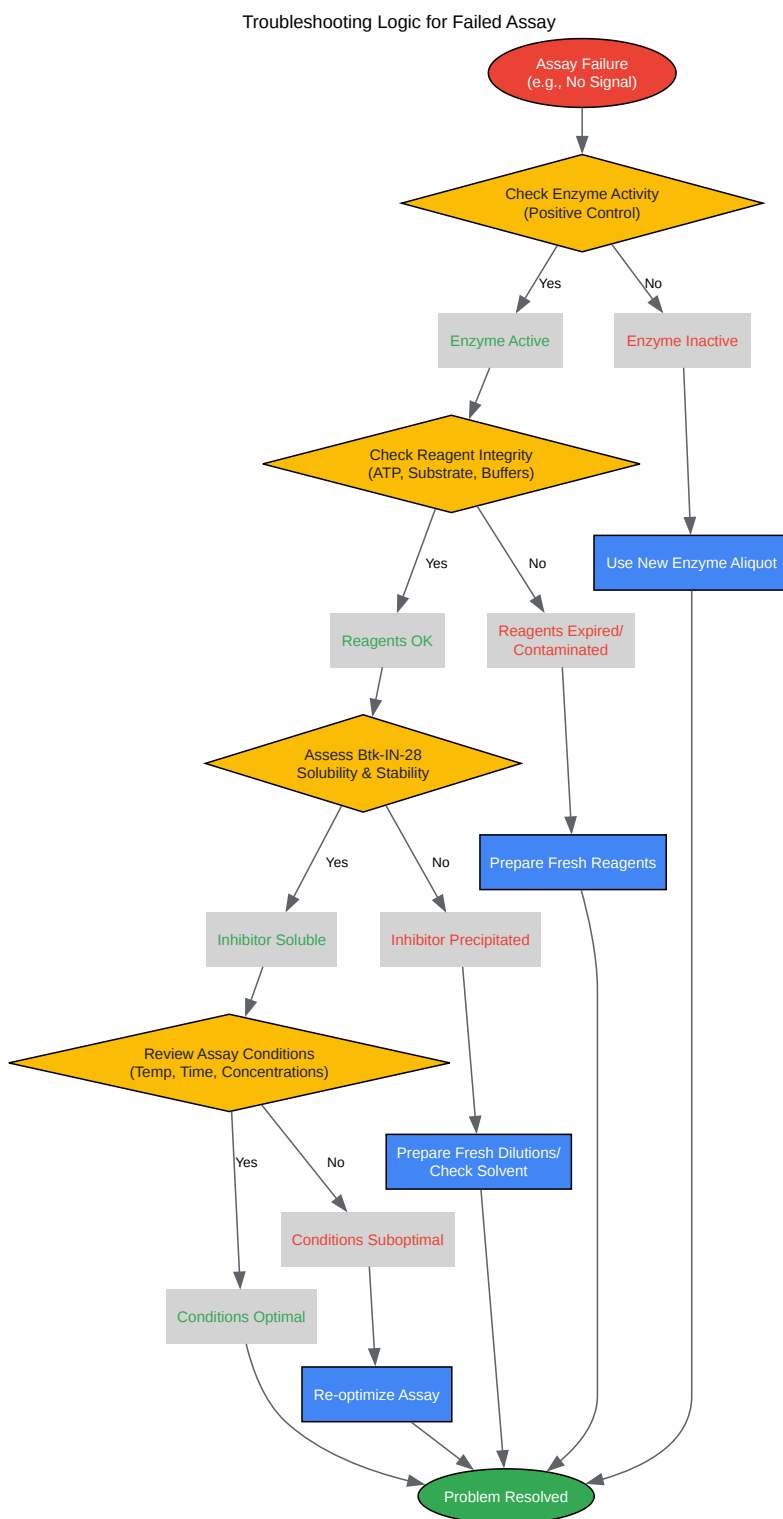 Troubleshooting Logic for Failed Assay
Assay Failure
(e.g., No Signal)
Check Enzyme Activity
(Positive Control)
Yes
No
Enzyme Active
Enzyme Inactive
Check Reagent Integrity
(ATP, Substrate, Buffers)
Yes
No
Use New Enzyme Aliquot
Reagents OK
Reagents Expired/
Contaminated
Assess Btk-IN-28
Solubility & Stability
Yes
No
Prepare Fresh Reagents
Inhibitor Soluble
Inhibitor Precipitated
Review Assay Conditions
(Temp, Time, Concentrations)
Yes
No
Prepare Fresh Dilutions/
Check Solvent
Conditions Suboptimal
Conditions Optimal
Re-optimize Assay
Problem Resolved